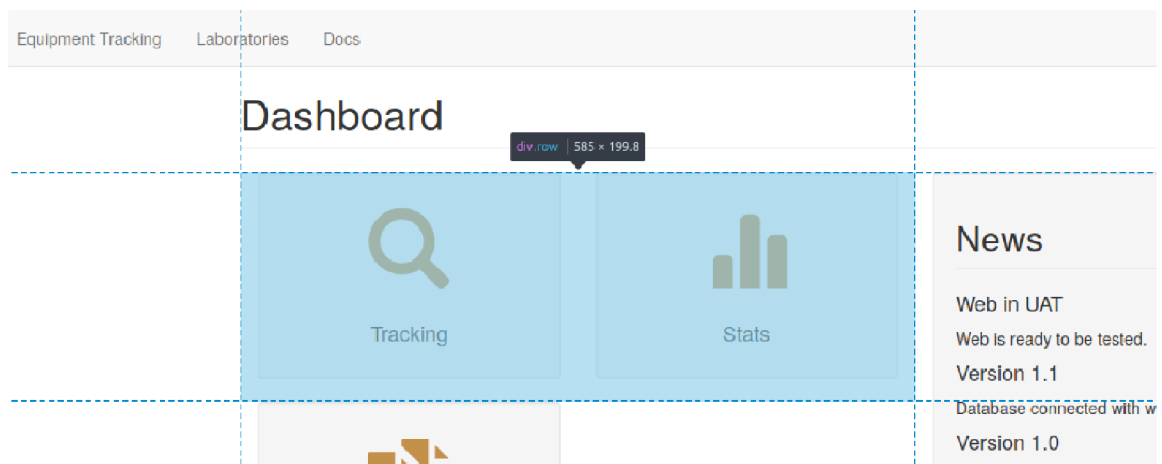 Equipment Tracking Laboratories Docs
Dashboard
div.row 585 × 199.8
Tracking
Stats
News
Web in UAT
Web is ready to be tested.
Version 1.1
Database connected with w
Version 1.0